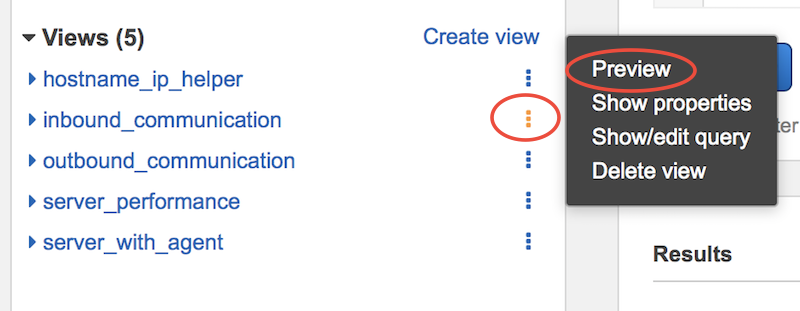 Views (5)
Create view
hostname_ip_helper
inbound_communication
outbound_communication
server_performance
server_with_agent
Preview
Show properties
Show/edit query
Delete view
ter
Results